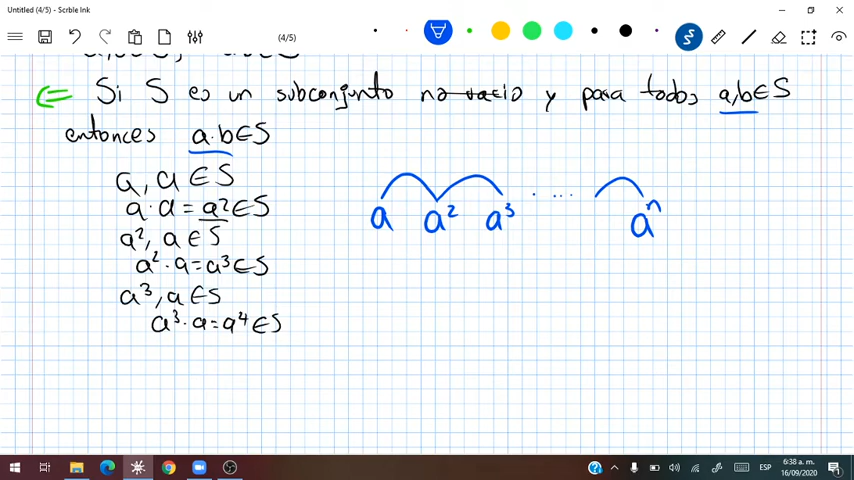 Untitled (4/5) - Scrble Ink
(4/5)
⇐ Si S es un subconjunto no vacio y para todos a,b∈S
entonces a·b∈S
a, a ∈ S
a · a = a² ∈ S
a², a ∈ S
a² · a = a³ ∈ S
a³, a ∈ S
a³ · a = a⁴ ∈ S
a a² a³ · ... aⁿ
ESP
6:38 a. m.
16/09/2020